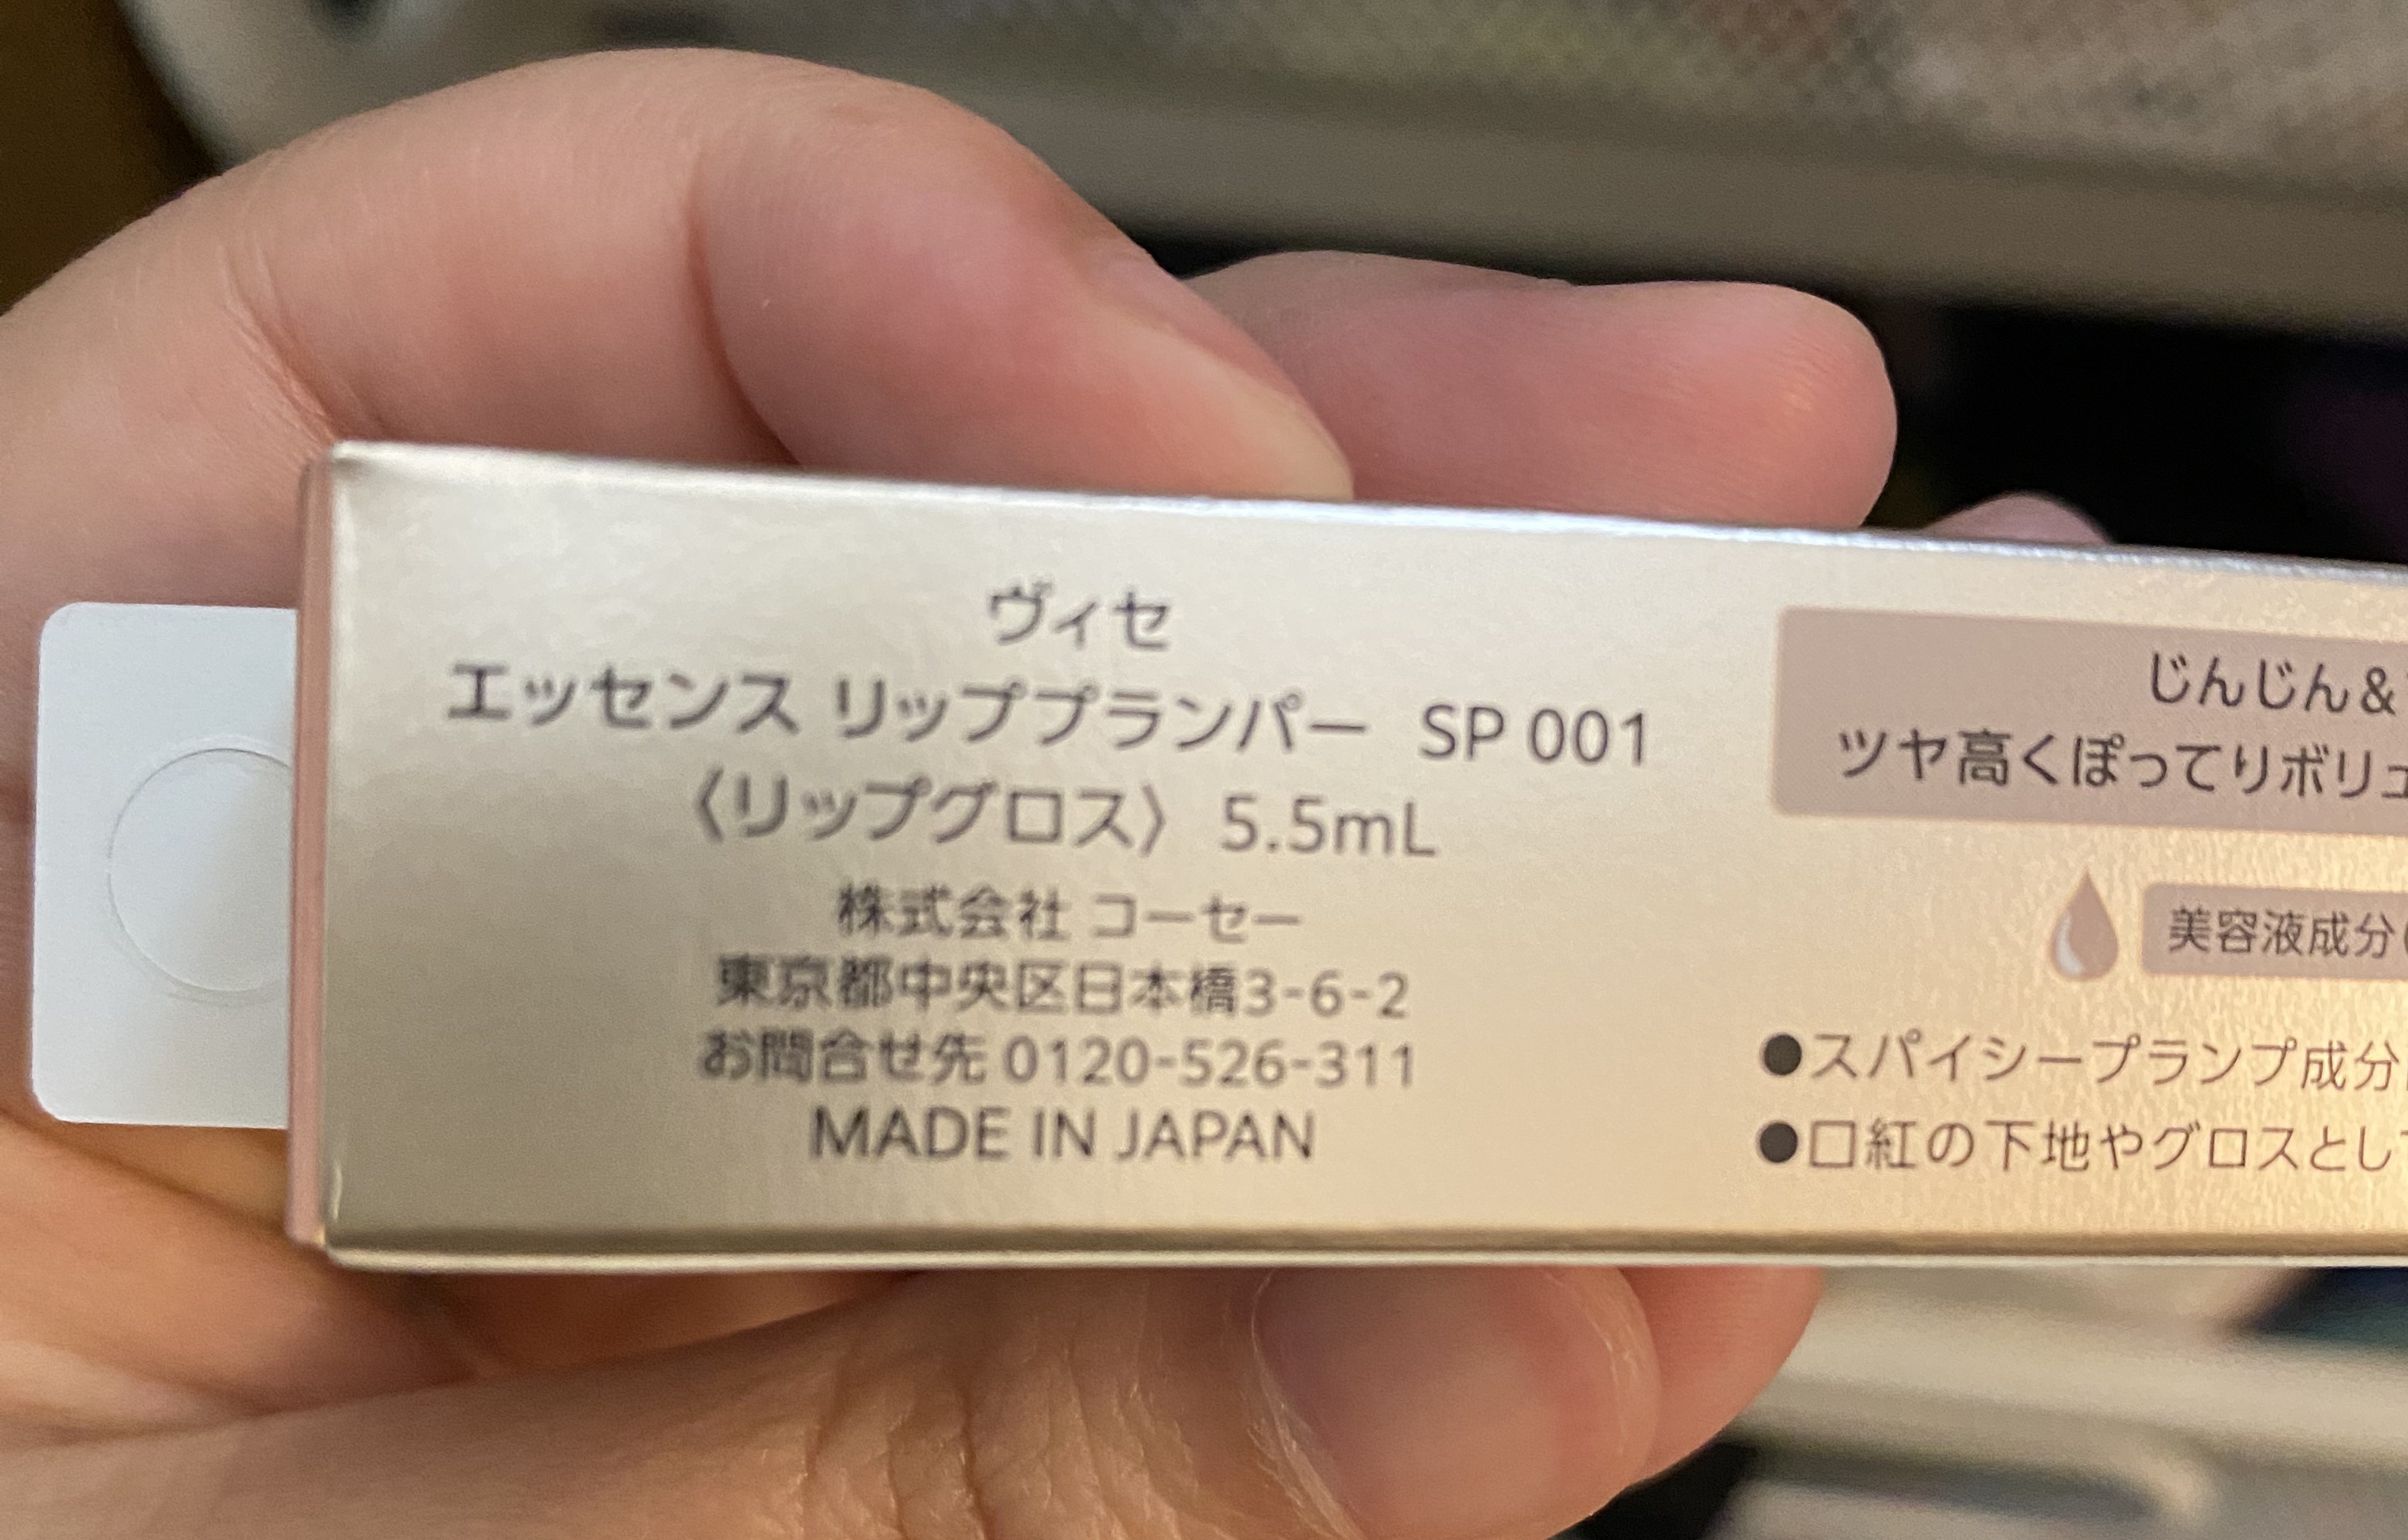 ヴィセ
エッセンス リッププランパー SP 001
〈リップグロス〉 5.5mL
株式会社 コーセー
東京都中央区日本橋3-6-2
お問合せ先 0120-526-311
MADE IN JAPAN
じんじん&
ツヤ高くぽってりボリュ
美容液成分
●スパイシープランプ成分
●口紅の下地やグロスとし